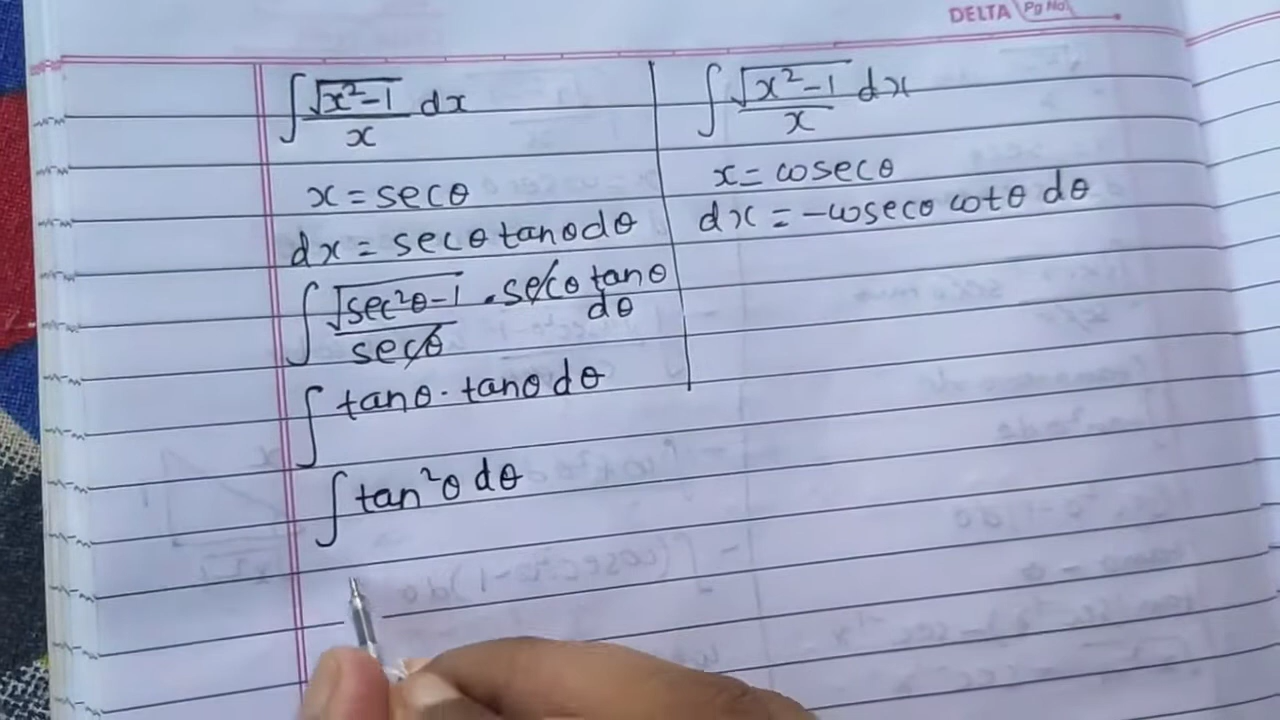 DELTA Pg No
∫ √(x²-1)/x dx
x = secθ
dx = secθ tanθ dθ
∫ √(sec²θ-1)/secθ · secθ tanθ dθ
∫ tanθ · tanθ dθ
∫ tan²θ dθ
∫ √(x²-1)/x dx
x = cosecθ
dx = -cosecθ cotθ dθ